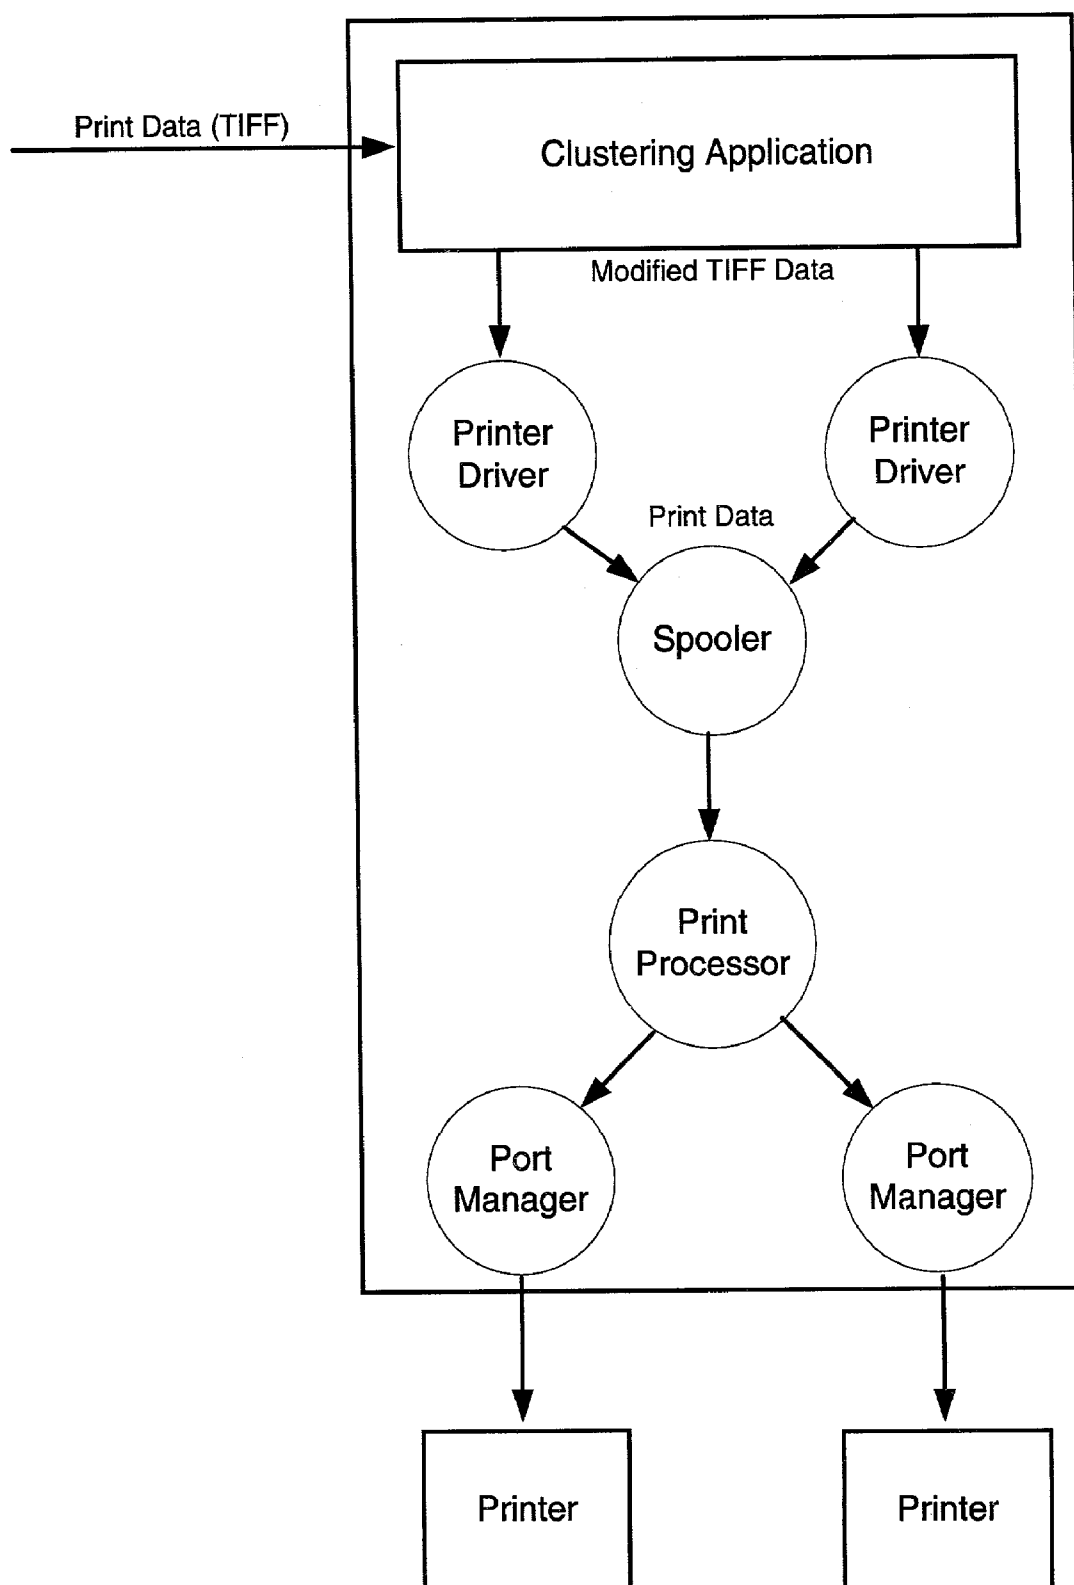 Print Data (TIFF)
Clustering Application
Modified TIFF Data
Printer
Driver
Printer
Driver
Print Data
Spooler
Print
Processor
Port
Manager
Port
Manager
Printer
Printer